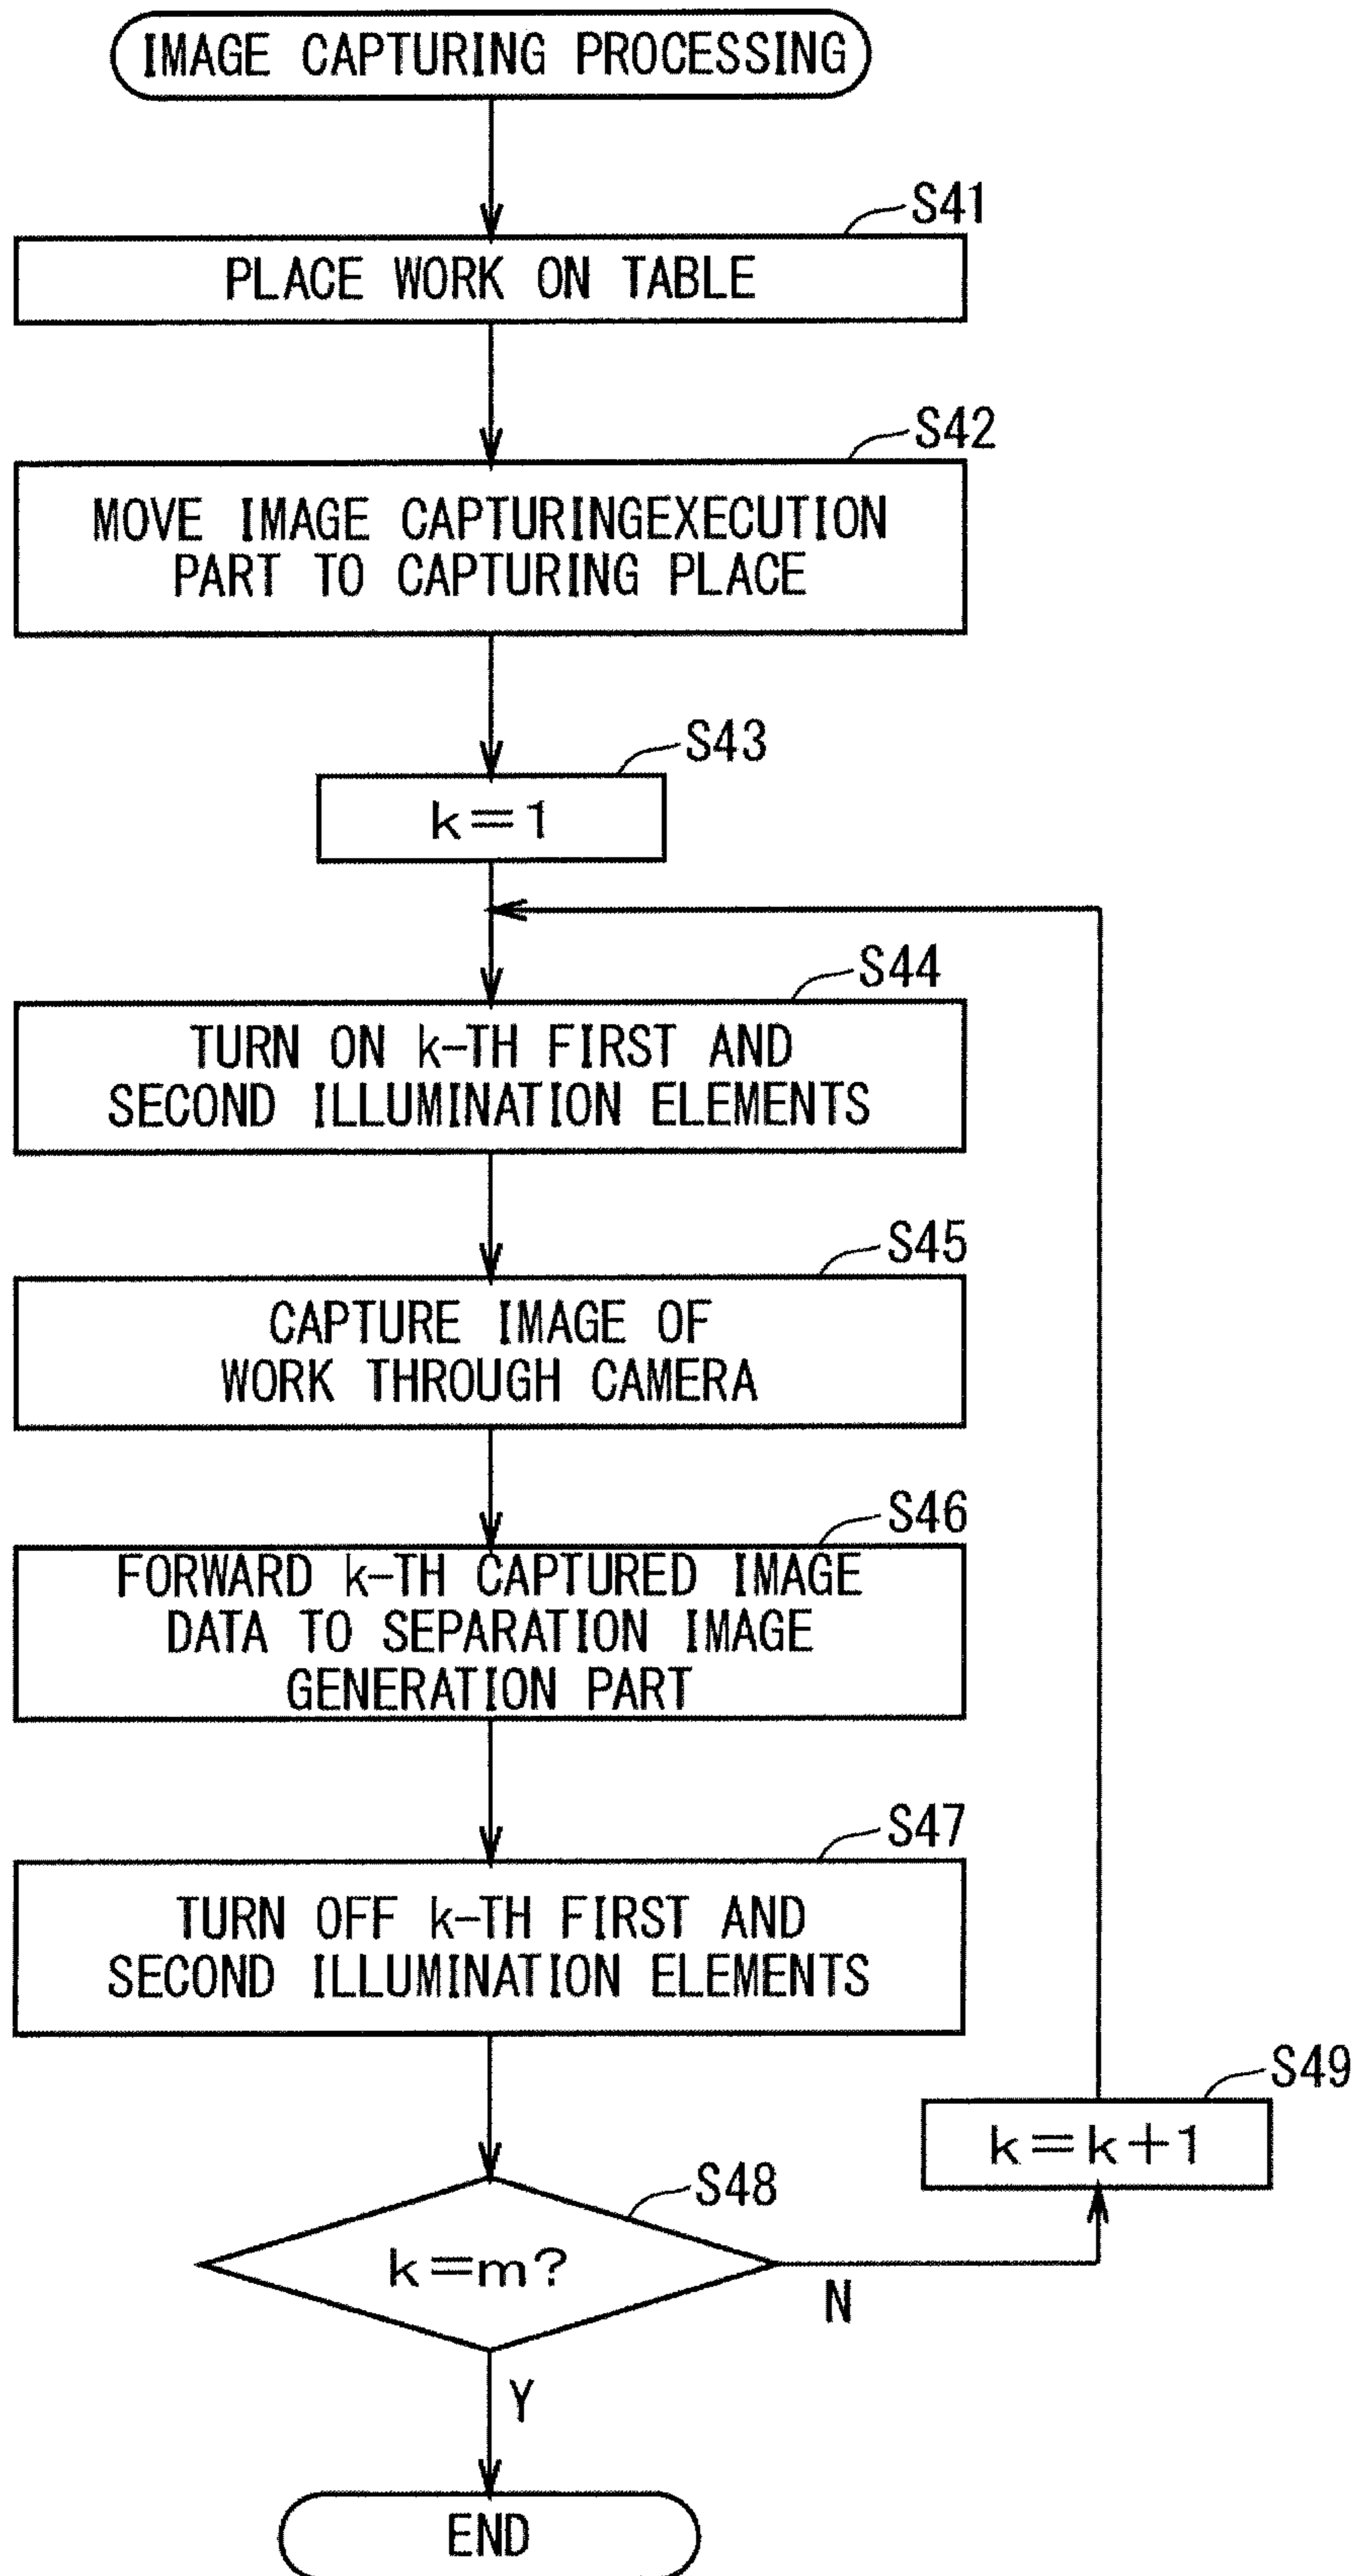 IMAGE CAPTURING PROCESSING
S41
PLACE WORK ON TABLE
S42
MOVE IMAGE CAPTURINGEXECUTION
PART TO CAPTURING PLACE
S43
k=1
S44
TURN ON k-TH FIRST AND
SECOND ILLUMINATION ELEMENTS
S45
CAPTURE IMAGE OF
WORK THROUGH CAMERA
S46
FORWARD k-TH CAPTURED IMAGE
DATA TO SEPARATION IMAGE
GENERATION PART
S47
TURN OFF k-TH FIRST AND
SECOND ILLUMINATION ELEMENTS
S49
k=k+1
S48
k=m?
N
Y
END